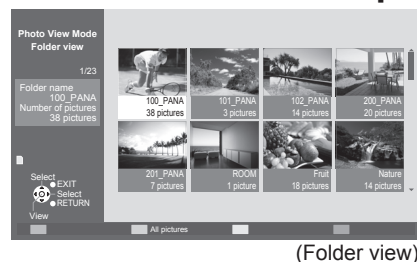 Photo View Mode
Folder view
1/23
Folder name
100_PANA
Number of pictures
38 pictures
100_PANA
38 pictures
101_PANA
3 pictures
102_PANA
14 pictures
200_PANA
20 pictures
201_PANA
7 pictures
ROOM
1 picture
Fruit
18 pictures
Nature
14 pictures
Select
EXIT
Select
RETURN
View
All pictures
(Folder view)